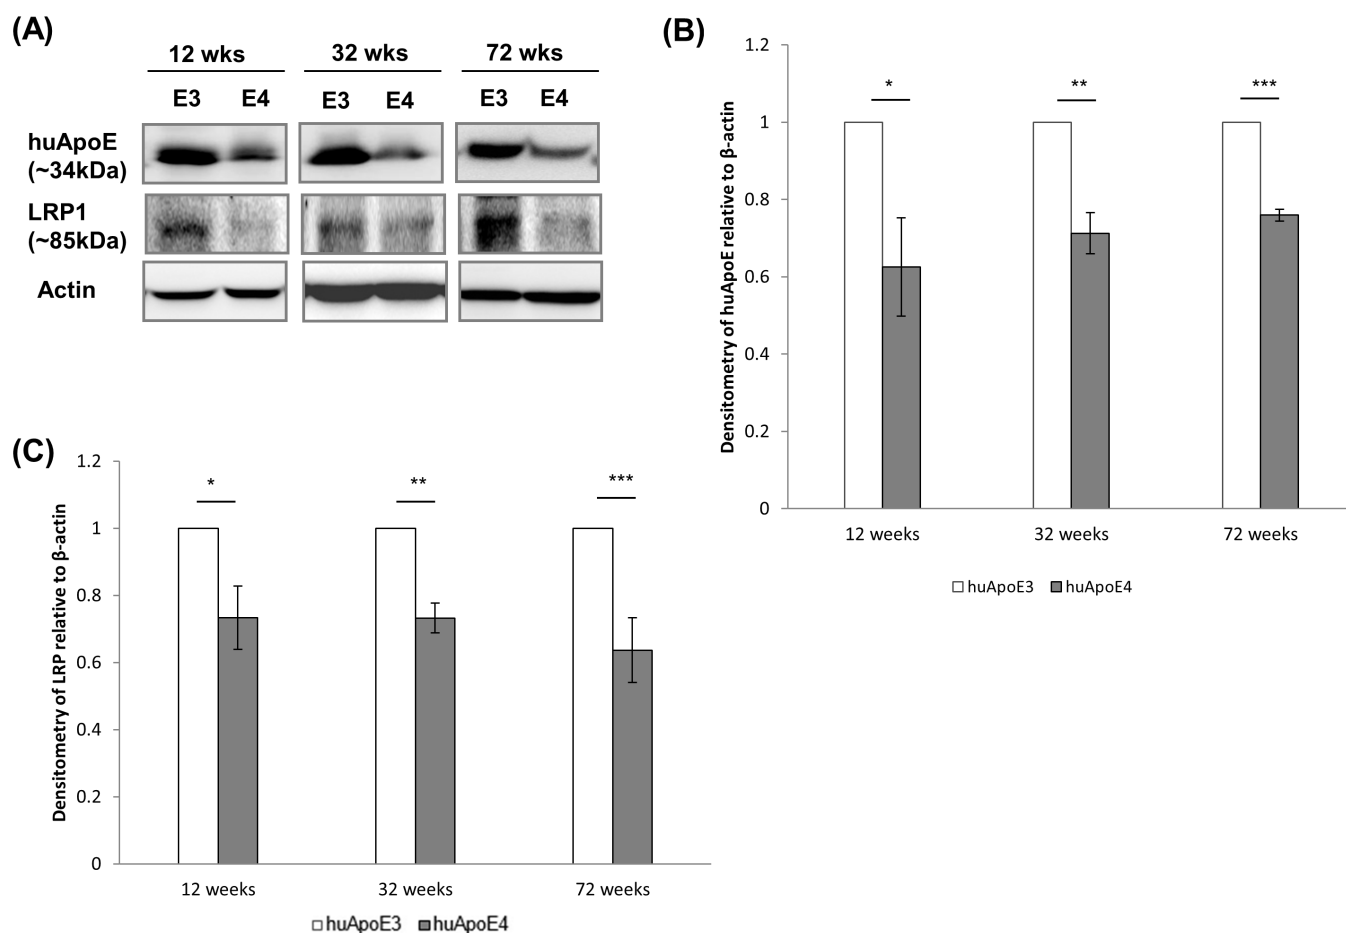 (A)
12 wks 32 wks 72 wks
E3 E4 E3 E4 E3 E4
huApoE
(~34kDa)
LRP1
(~85kDa)
Actin
(B)
Densitometry of huApoE relative to β-actin
1.2
1
0.8
0.6
0.4
0.2
0
* ** ***
12 weeks 32 weeks 72 weeks
huApoE3 huApoE4
(C)
Densitometry of LRP relative to β-actin
1.2
1
0.8
0.6
0.4
0.2
0
* ** ***
12 weeks 32 weeks 72 weeks
huApoE3 huApoE4